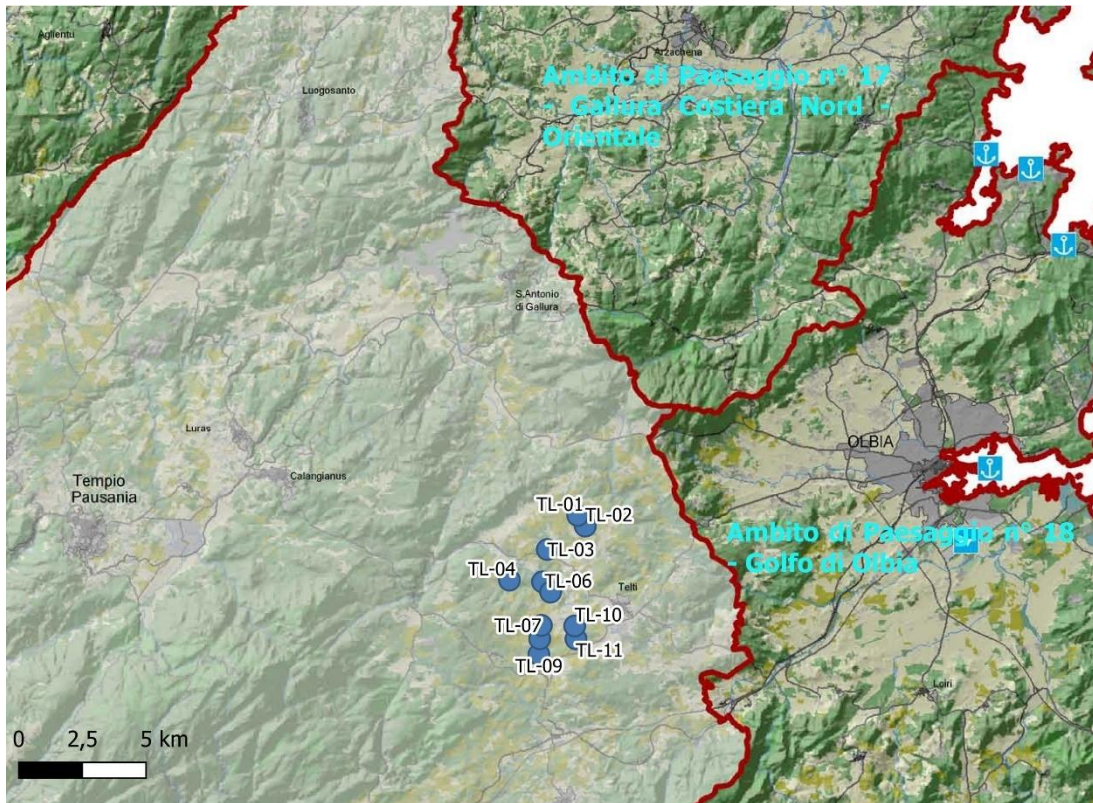 Aglientu
Arzachena
Ambito di Paesaggio n° 17
- Gallura Costiera Nord -
Orientale
Luogosanto
S.Antonio
di Gallura
Luras
Calangianus
Tempio
Pausania
OLBIA
TL-01
TL-02
TL-03
TL-04
TL-06
Telti
TL-07
TL-10
TL-11
TL-09
Ambito di Paesaggio n° 18
- Golfo di Olbia
Loiri
0 2,5 5 km